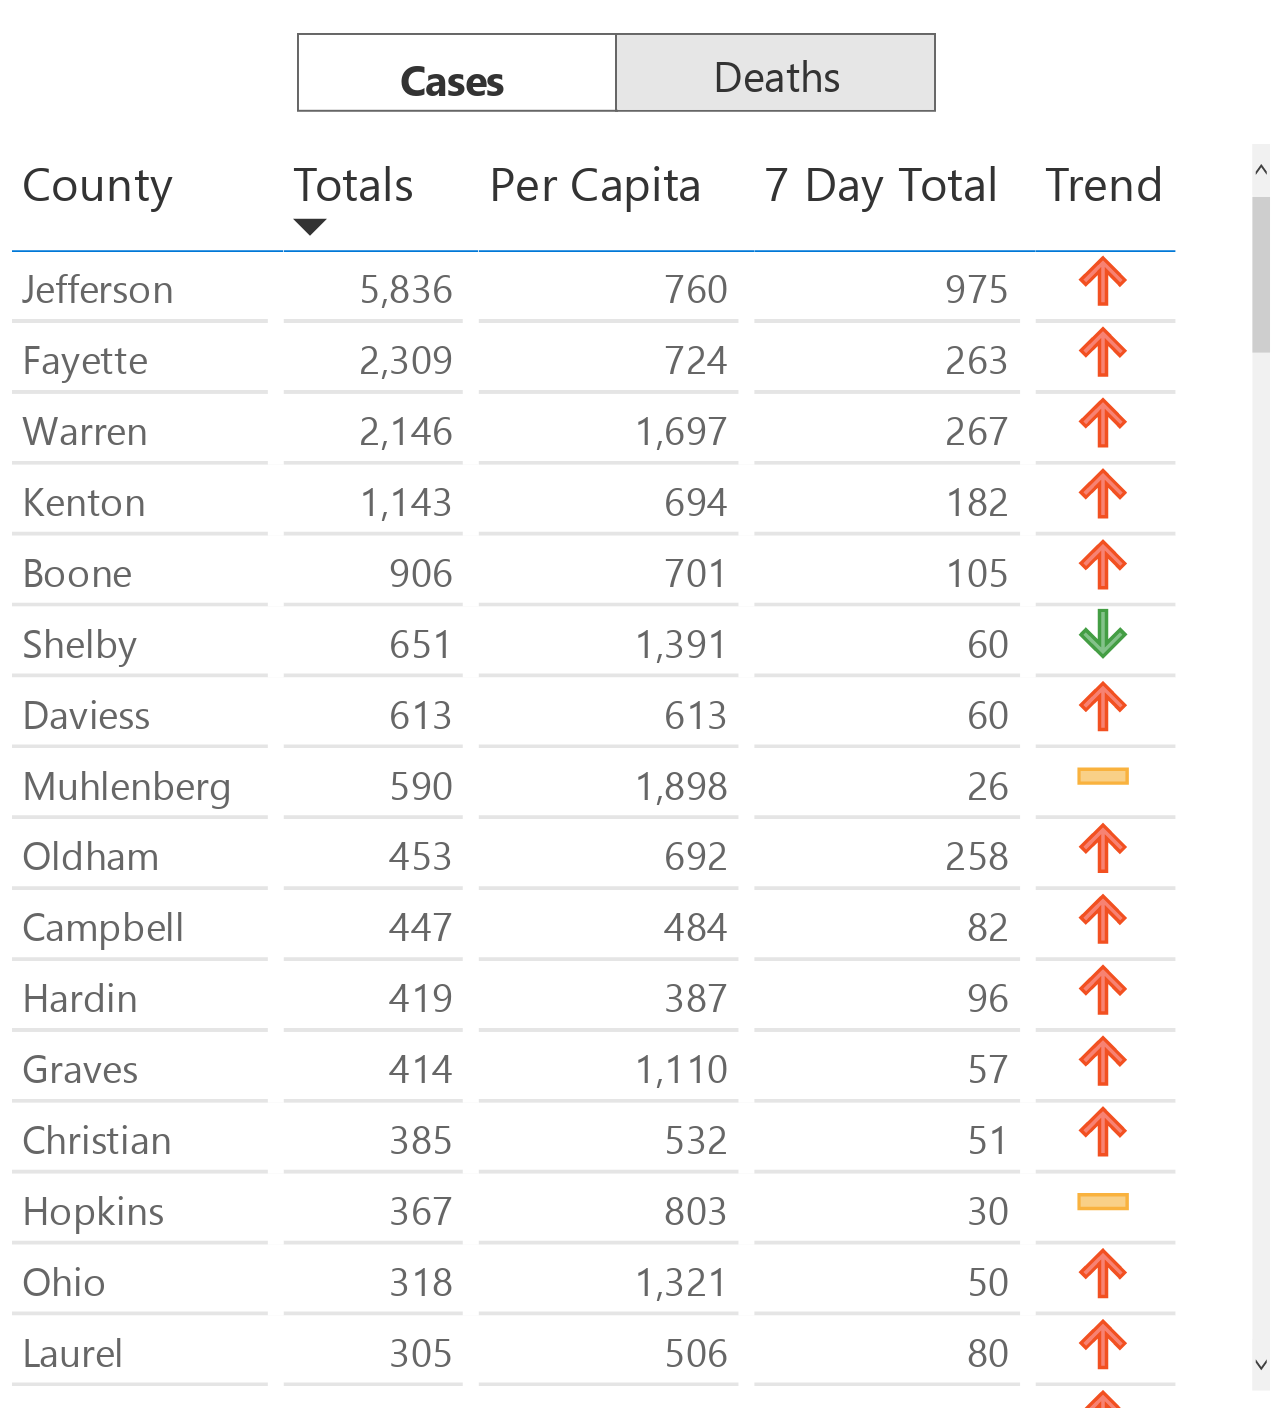 Cases Deaths
County Totals Per Capita 7 Day Total Trend
Jefferson 5,836 760 975
Fayette 2,309 724 263
Warren 2,146 1,697 267
Kenton 1,143 694 182
Boone 906 701 105
Shelby 651 1,391 60
Daviess 613 613 60
Muhlenberg 590 1,898 26
Oldham 453 692 258
Campbell 447 484 82
Hardin 419 387 96
Graves 414 1,110 57
Christian 385 532 51
Hopkins 367 803 30
Ohio 318 1,321 50
Laurel 305 506 80